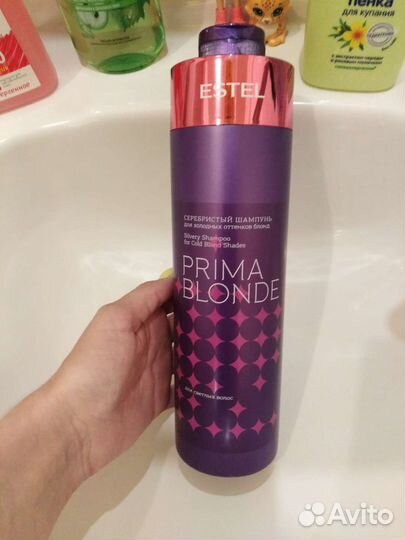 пенка
для купания
ESTEL
СЕРЕБРИСТЫЙ ШАМПУНЬ
для холодных оттенков блонд
Silvery Shampoo
for Cold Blond Shades
PRIMA
BLONDE
для светлых волос
Avito